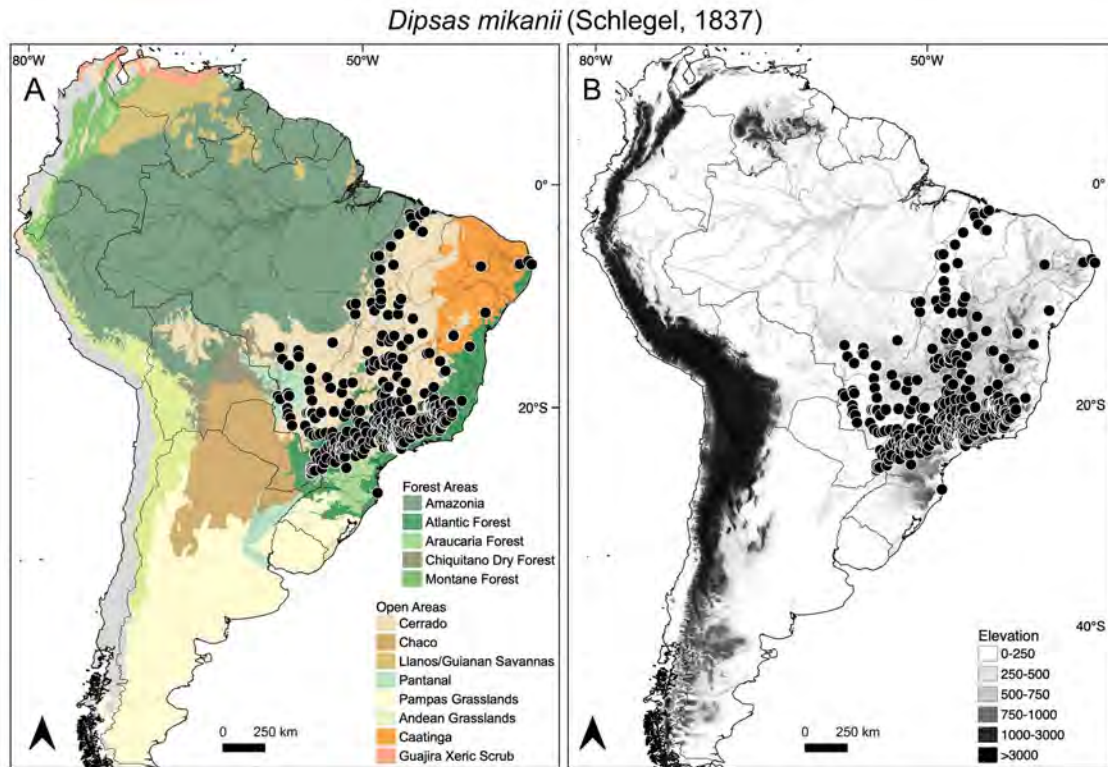 Dipsas mikanii (Schlegel, 1837)
80°W
50°W
A
0°
20°S
Forest Areas
Amazonia
Atlantic Forest
Araucaria Forest
Chiquitano Dry Forest
Montane Forest
Open Areas
Cerrado
Chaco
Llanos/Guianan Savannas
Pantanal
Pampas Grasslands
Andean Grasslands
Caatinga
Guajira Xeric Scrub
0 250 km
80°W
50°W
B
0°
20°S
40°S
Elevation
0-250
250-500
500-750
750-1000
1000-3000
>3000
0 250 km